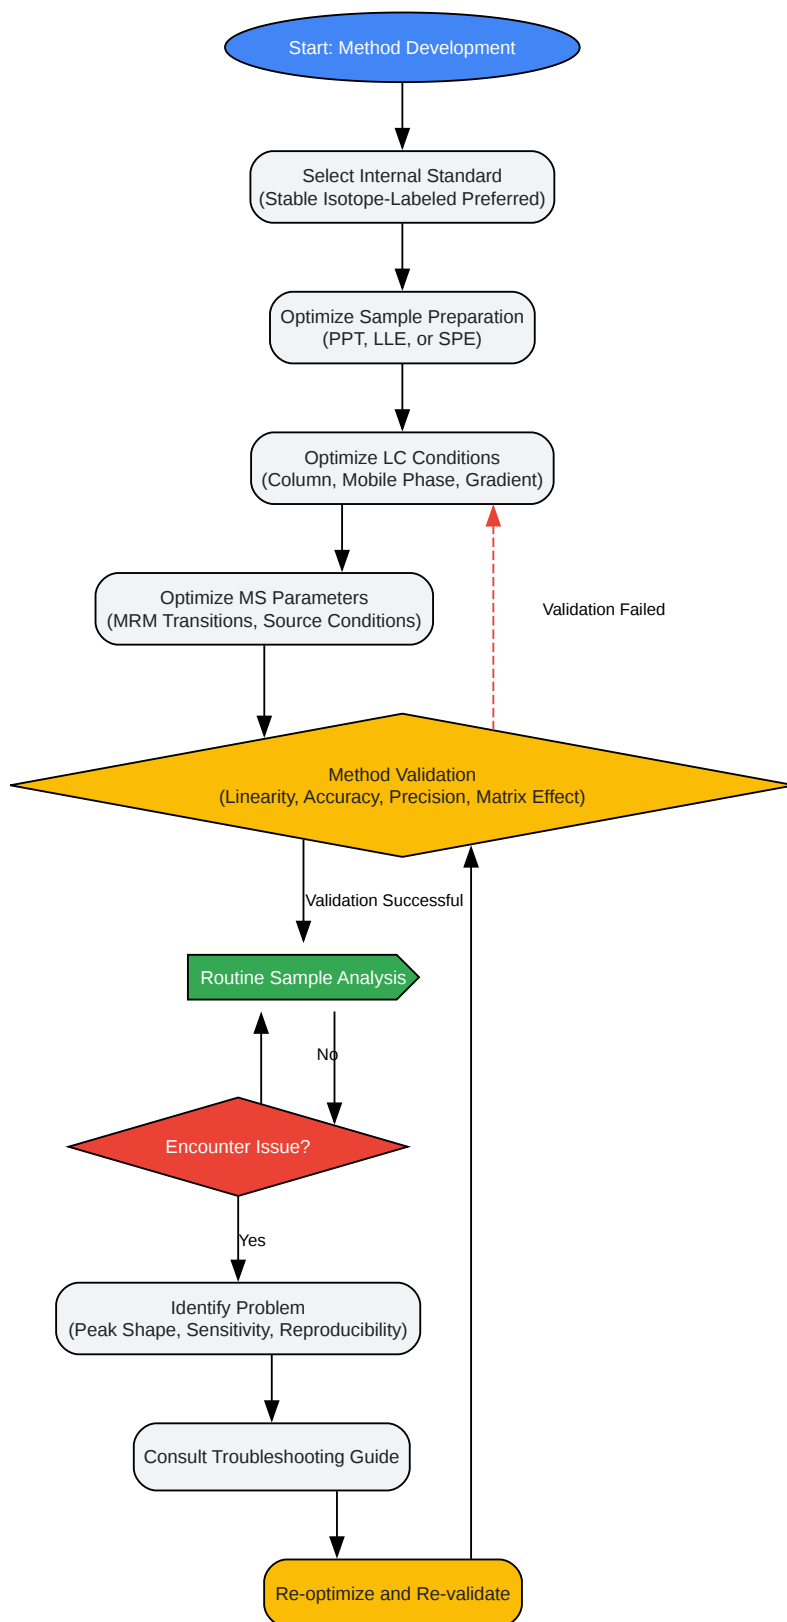 Start: Method Development
Select Internal Standard
(Stable Isotope-Labeled Preferred)
Optimize Sample Preparation
(PPT, LLE, or SPE)
Optimize LC Conditions
(Column, Mobile Phase, Gradient)
Optimize MS Parameters
(MRM Transitions, Source Conditions)
Validation Failed
Method Validation
(Linearity, Accuracy, Precision, Matrix Effect)
Validation Successful
Routine Sample Analysis
No
Encounter Issue?
Yes
Identify Problem
(Peak Shape, Sensitivity, Reproducibility)
Consult Troubleshooting Guide
Re-optimize and Re-validate